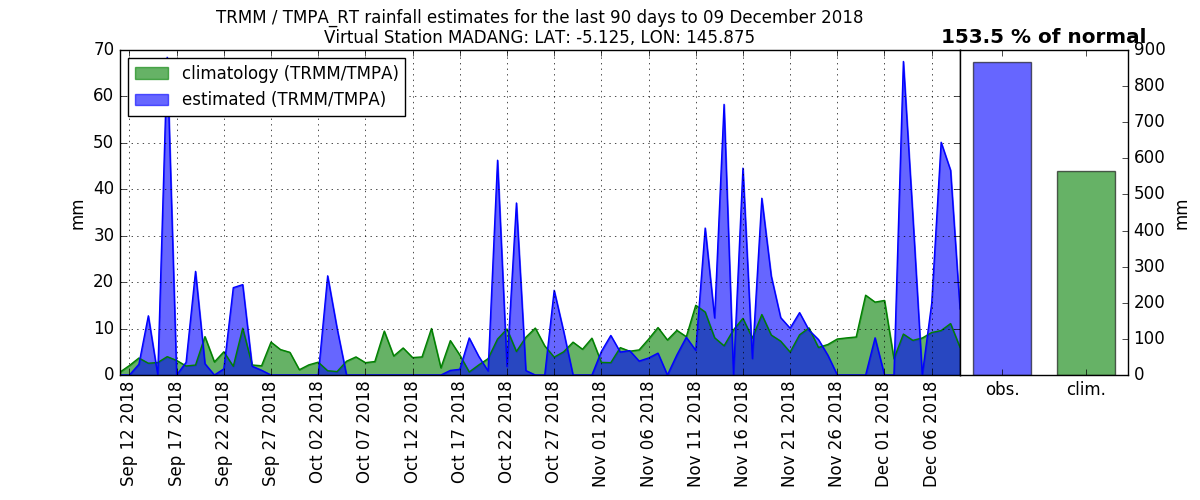 TRMM / TMPA_RT rainfall estimates for the last 90 days to 09 December 2018
Virtual Station MADANG: LAT: -5.125, LON: 145.875
153.5 % of normal
climatology (TRMM/TMPA)
estimated (TRMM/TMPA)
mm
70
60
50
40
30
20
10
0
Sep 12 2018
Sep 17 2018
Sep 22 2018
Sep 27 2018
Oct 02 2018
Oct 07 2018
Oct 12 2018
Oct 17 2018
Oct 22 2018
Oct 27 2018
Nov 01 2018
Nov 06 2018
Nov 11 2018
Nov 16 2018
Nov 21 2018
Nov 26 2018
Dec 01 2018
Dec 06 2018
obs.
clim.
900
800
700
600
500
400
300
200
100
0
mm